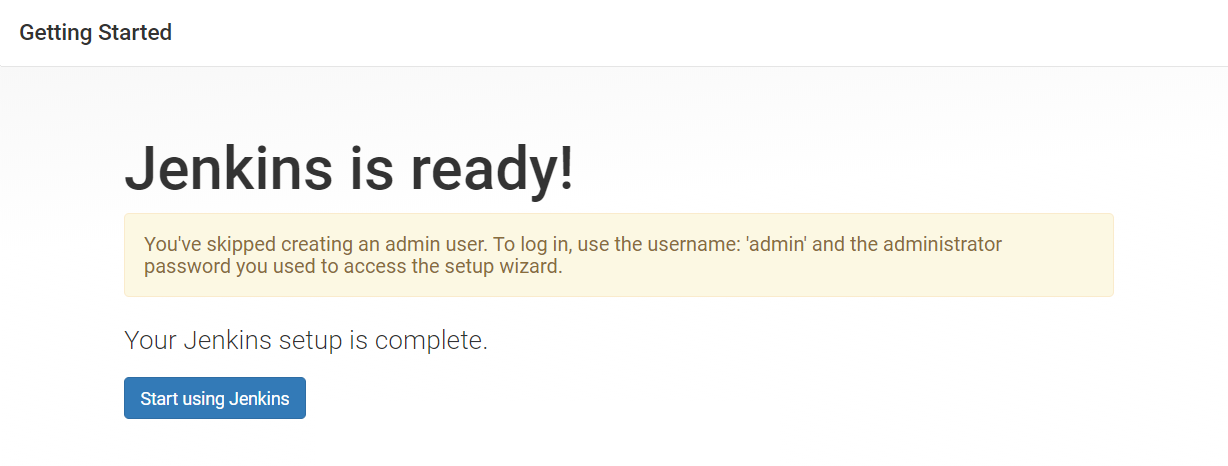 Getting Started
Jenkins is ready!
You've skipped creating an admin user. To log in, use the username: 'admin' and the administrator
password you used to access the setup wizard.
Your Jenkins setup is complete.
Start using Jenkins